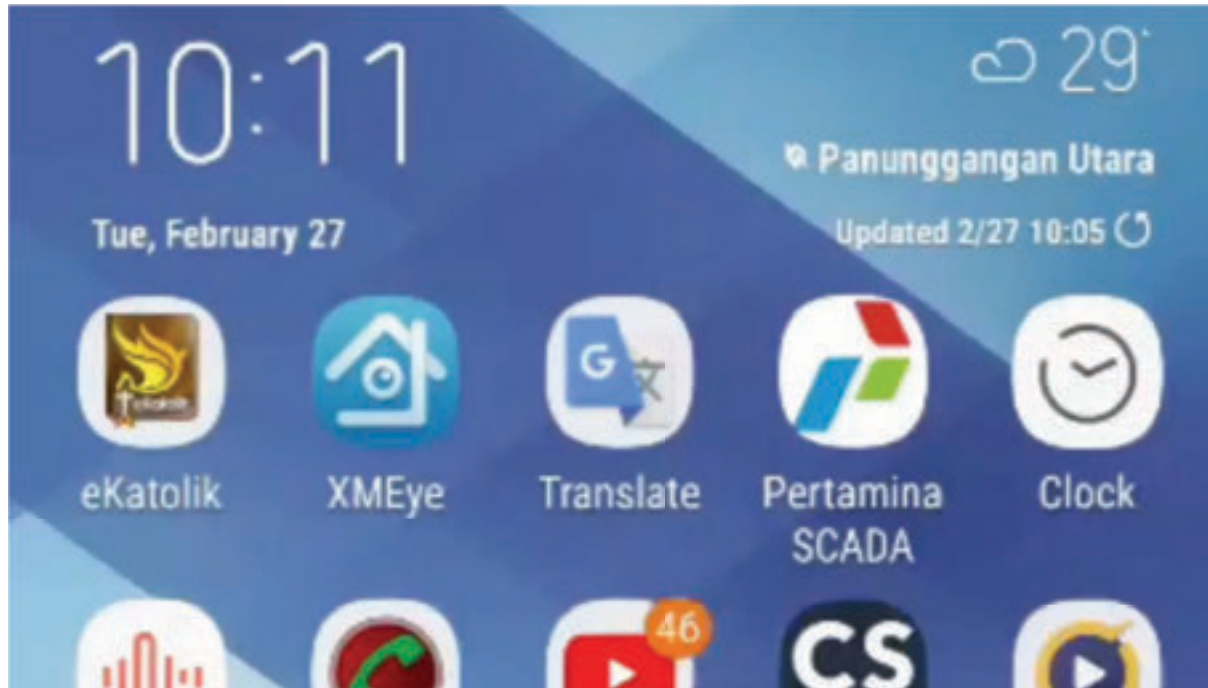 10:11
29°
Panunggangan Utara
Tue, February 27
Updated 2/27 10:05
G 文
eKatolik
XMEye
Translate
Pertamina
SCADA
Clock
46
CS